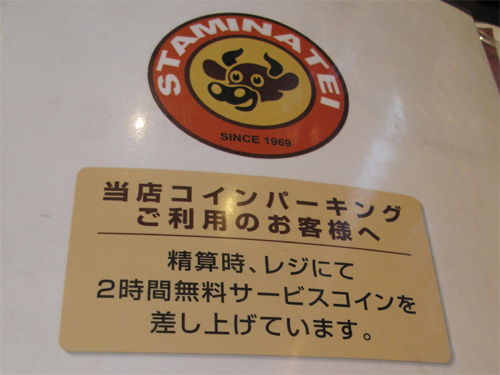 STAMINATEI
SINCE 1969
当店コインパーキング
ご利用のお客様へ
精算時、レジにて
2時間無料サービスコインを
差し上げています。